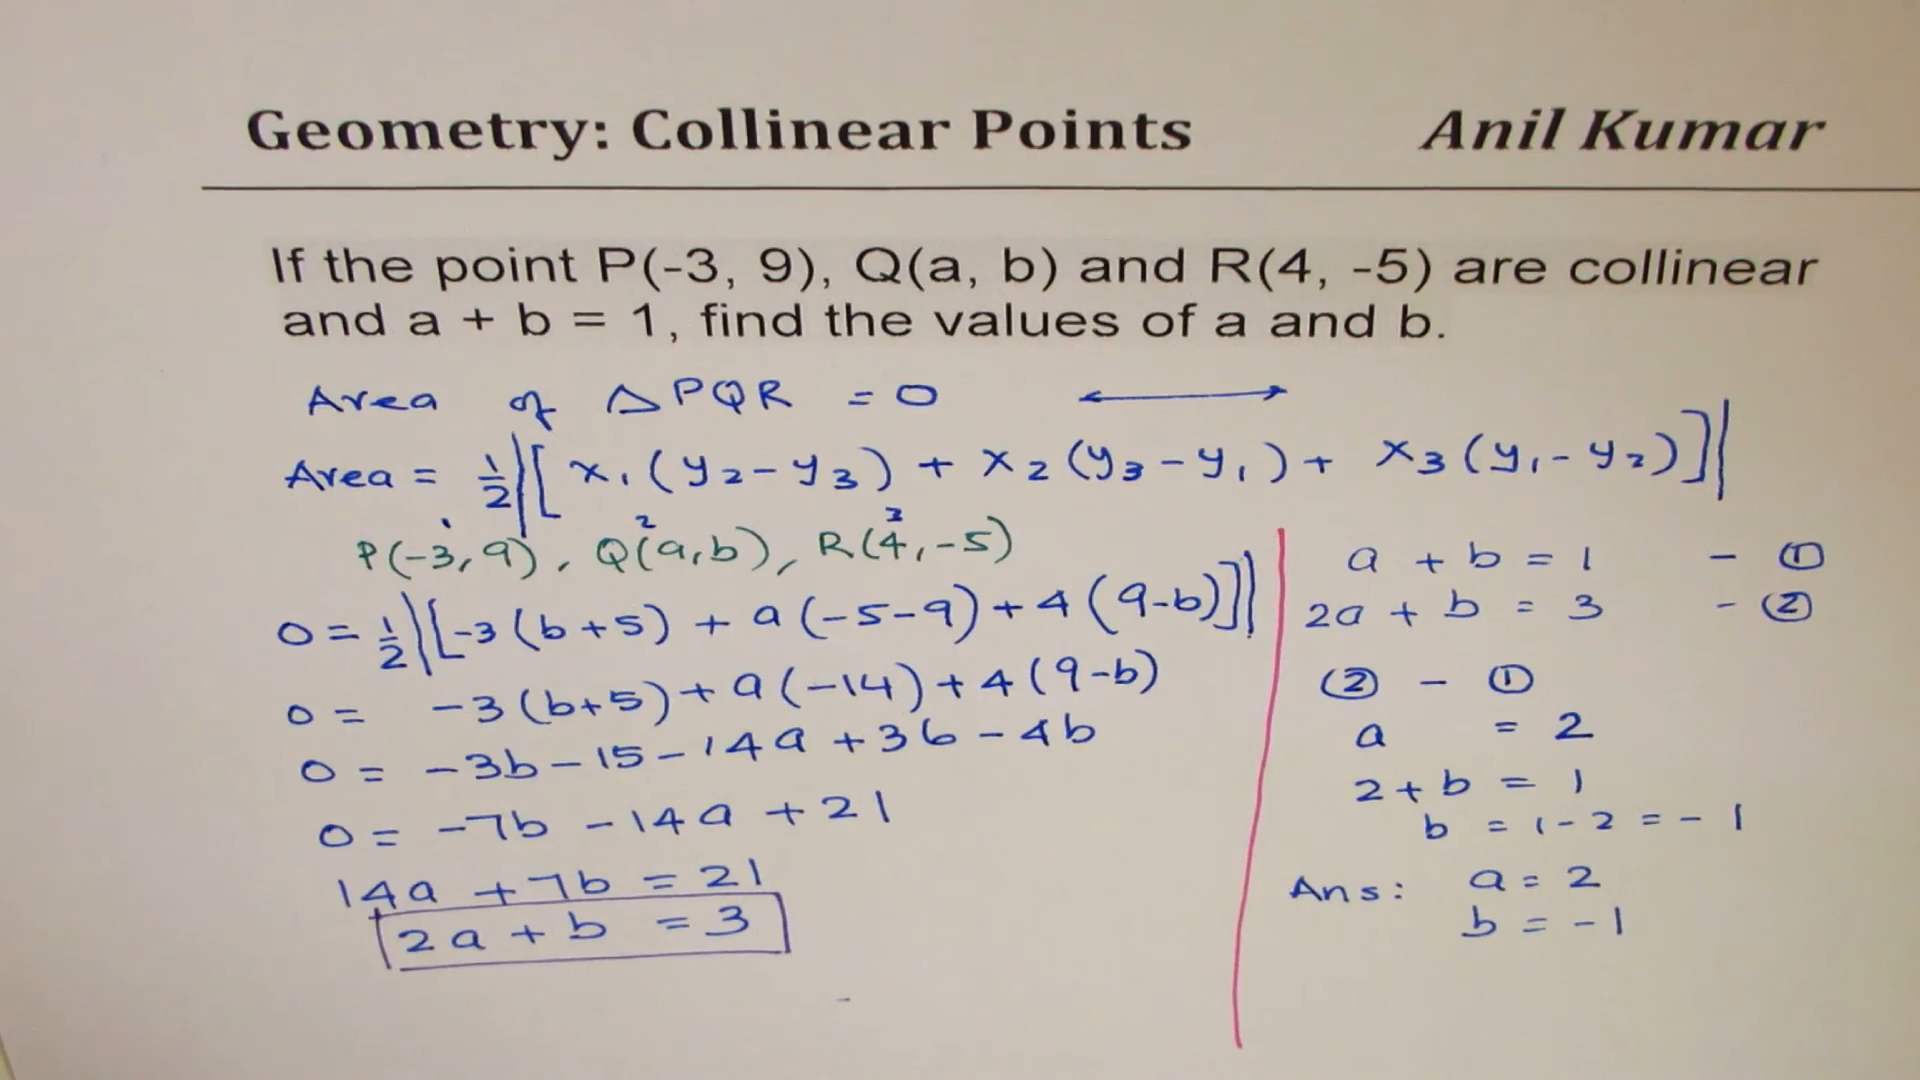 Geometry: Collinear Points Anil Kumar
If the point P(-3, 9), Q(a, b) and R(4, -5) are collinear
and a + b = 1, find the values of a and b.
Area of △PQR = 0
Area = 1/2 |[x₁(y₂-y₃) + x₂(y₃-y₁) + x₃(y₁-y₂)]|
1 2 3
P(-3,9), Q(a,b), R(4,-5)
0 = 1/2 |[-3(b+5) + a(-5-9) + 4(9-b)]|
0 = -3(b+5) + a(-14) + 4(9-b)
0 = -3b - 15 - 14a + 36 - 4b
0 = -7b - 14a + 21
14a + 7b = 21
2a + b = 3
a + b = 1 - ①
2a + b = 3 - ②
② - ①
a = 2
2 + b = 1
b = 1 - 2 = -1
Ans: a = 2
b = -1